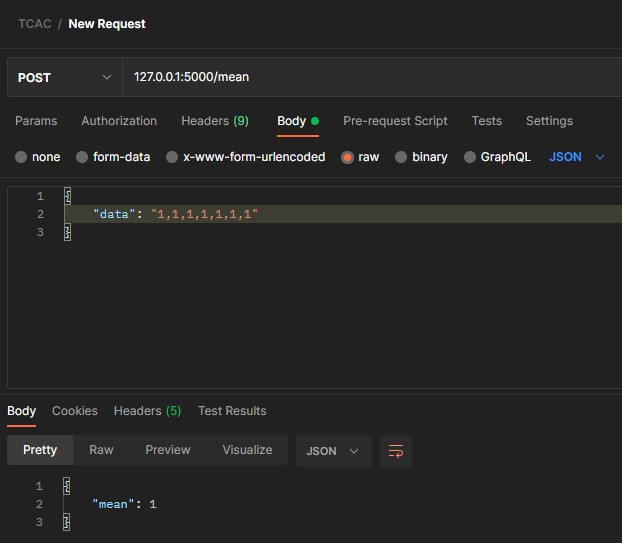 TCAC / New Request
POST 127.0.0.1:5000/mean
Params Authorization Headers (9) Body Pre-request Script Tests Settings
none form-data x-www-form-urlencoded raw binary GraphQL JSON
1 {
2 "data": "1,1,1,1,1,1,1"
3 }
Body Cookies Headers (5) Test Results
Pretty Raw Preview Visualize JSON
1 {
2 "mean": 1
3 }